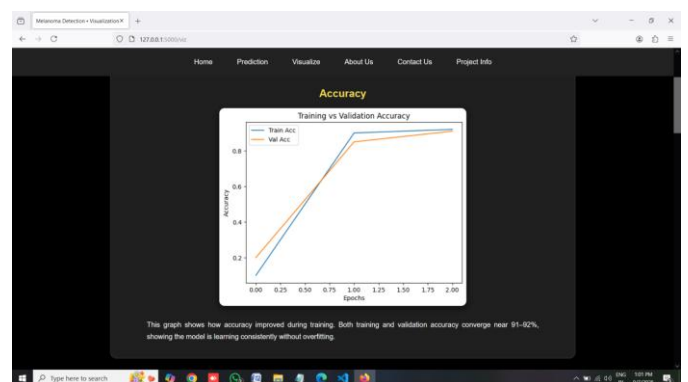 Melanoma Detection • Visualization
127.0.0.1:5000/viz
Home Prediction Visualize About Us Contact Us Project Info
Accuracy
Training vs Validation Accuracy
Train Acc
Val Acc
0.8
0.6
0.4
0.2
Accuracy
0.00 0.25 0.50 0.75 1.00 1.25 1.50 1.75 2.00
Epochs
This graph shows how accuracy improved during training. Both training and validation accuracy converge near 91–92%,
showing the model is learning consistently without overfitting.
Type here to search
ENG
1:01 PM